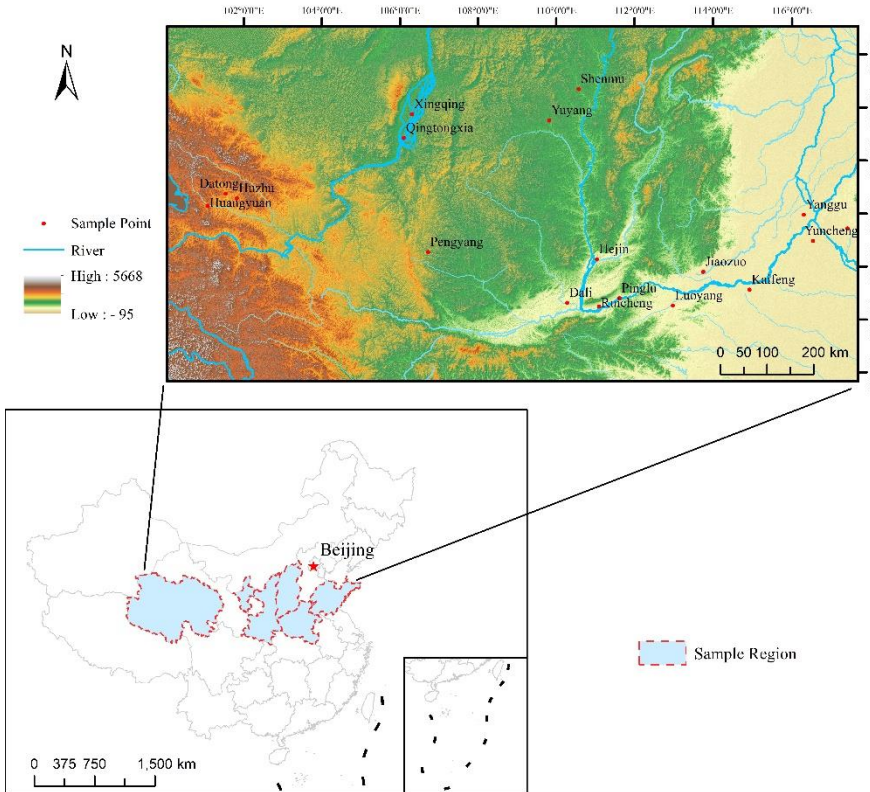 102°0'0"E 104°0'0"E 106°0'0"E 108°0'0"E 110°0'0"E 112°0'0"E 114°0'0"E 116°0'0"E
N
Shenmu
Xingqing
Yuyang
Qingtongxia
Datong Huzhu
Huangyuan
Yanggu
Sample Point
Yuncheng
River
Pengyang
Hejin
High : 5668
Jiaozuo
Kaifeng
Dali
Pinglu
Ruicheng
Luoyang
Low : - 95
0 50 100 200 km
Beijing
Sample Region
0 375 750 1,500 km